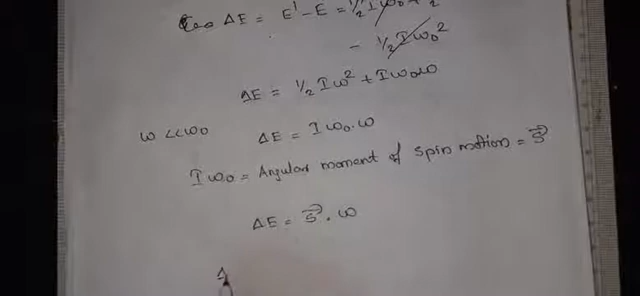 ΔE = E' - E = 1/2 I ω₀²
- 1/2 I ω₀²
ΔE = 1/2 I ω² + I ω₀ ω
ω << ω₀ ΔE = I ω₀ . ω
I ω₀ = Angular moment of spin motion = S⃗
ΔE = S⃗ . ω